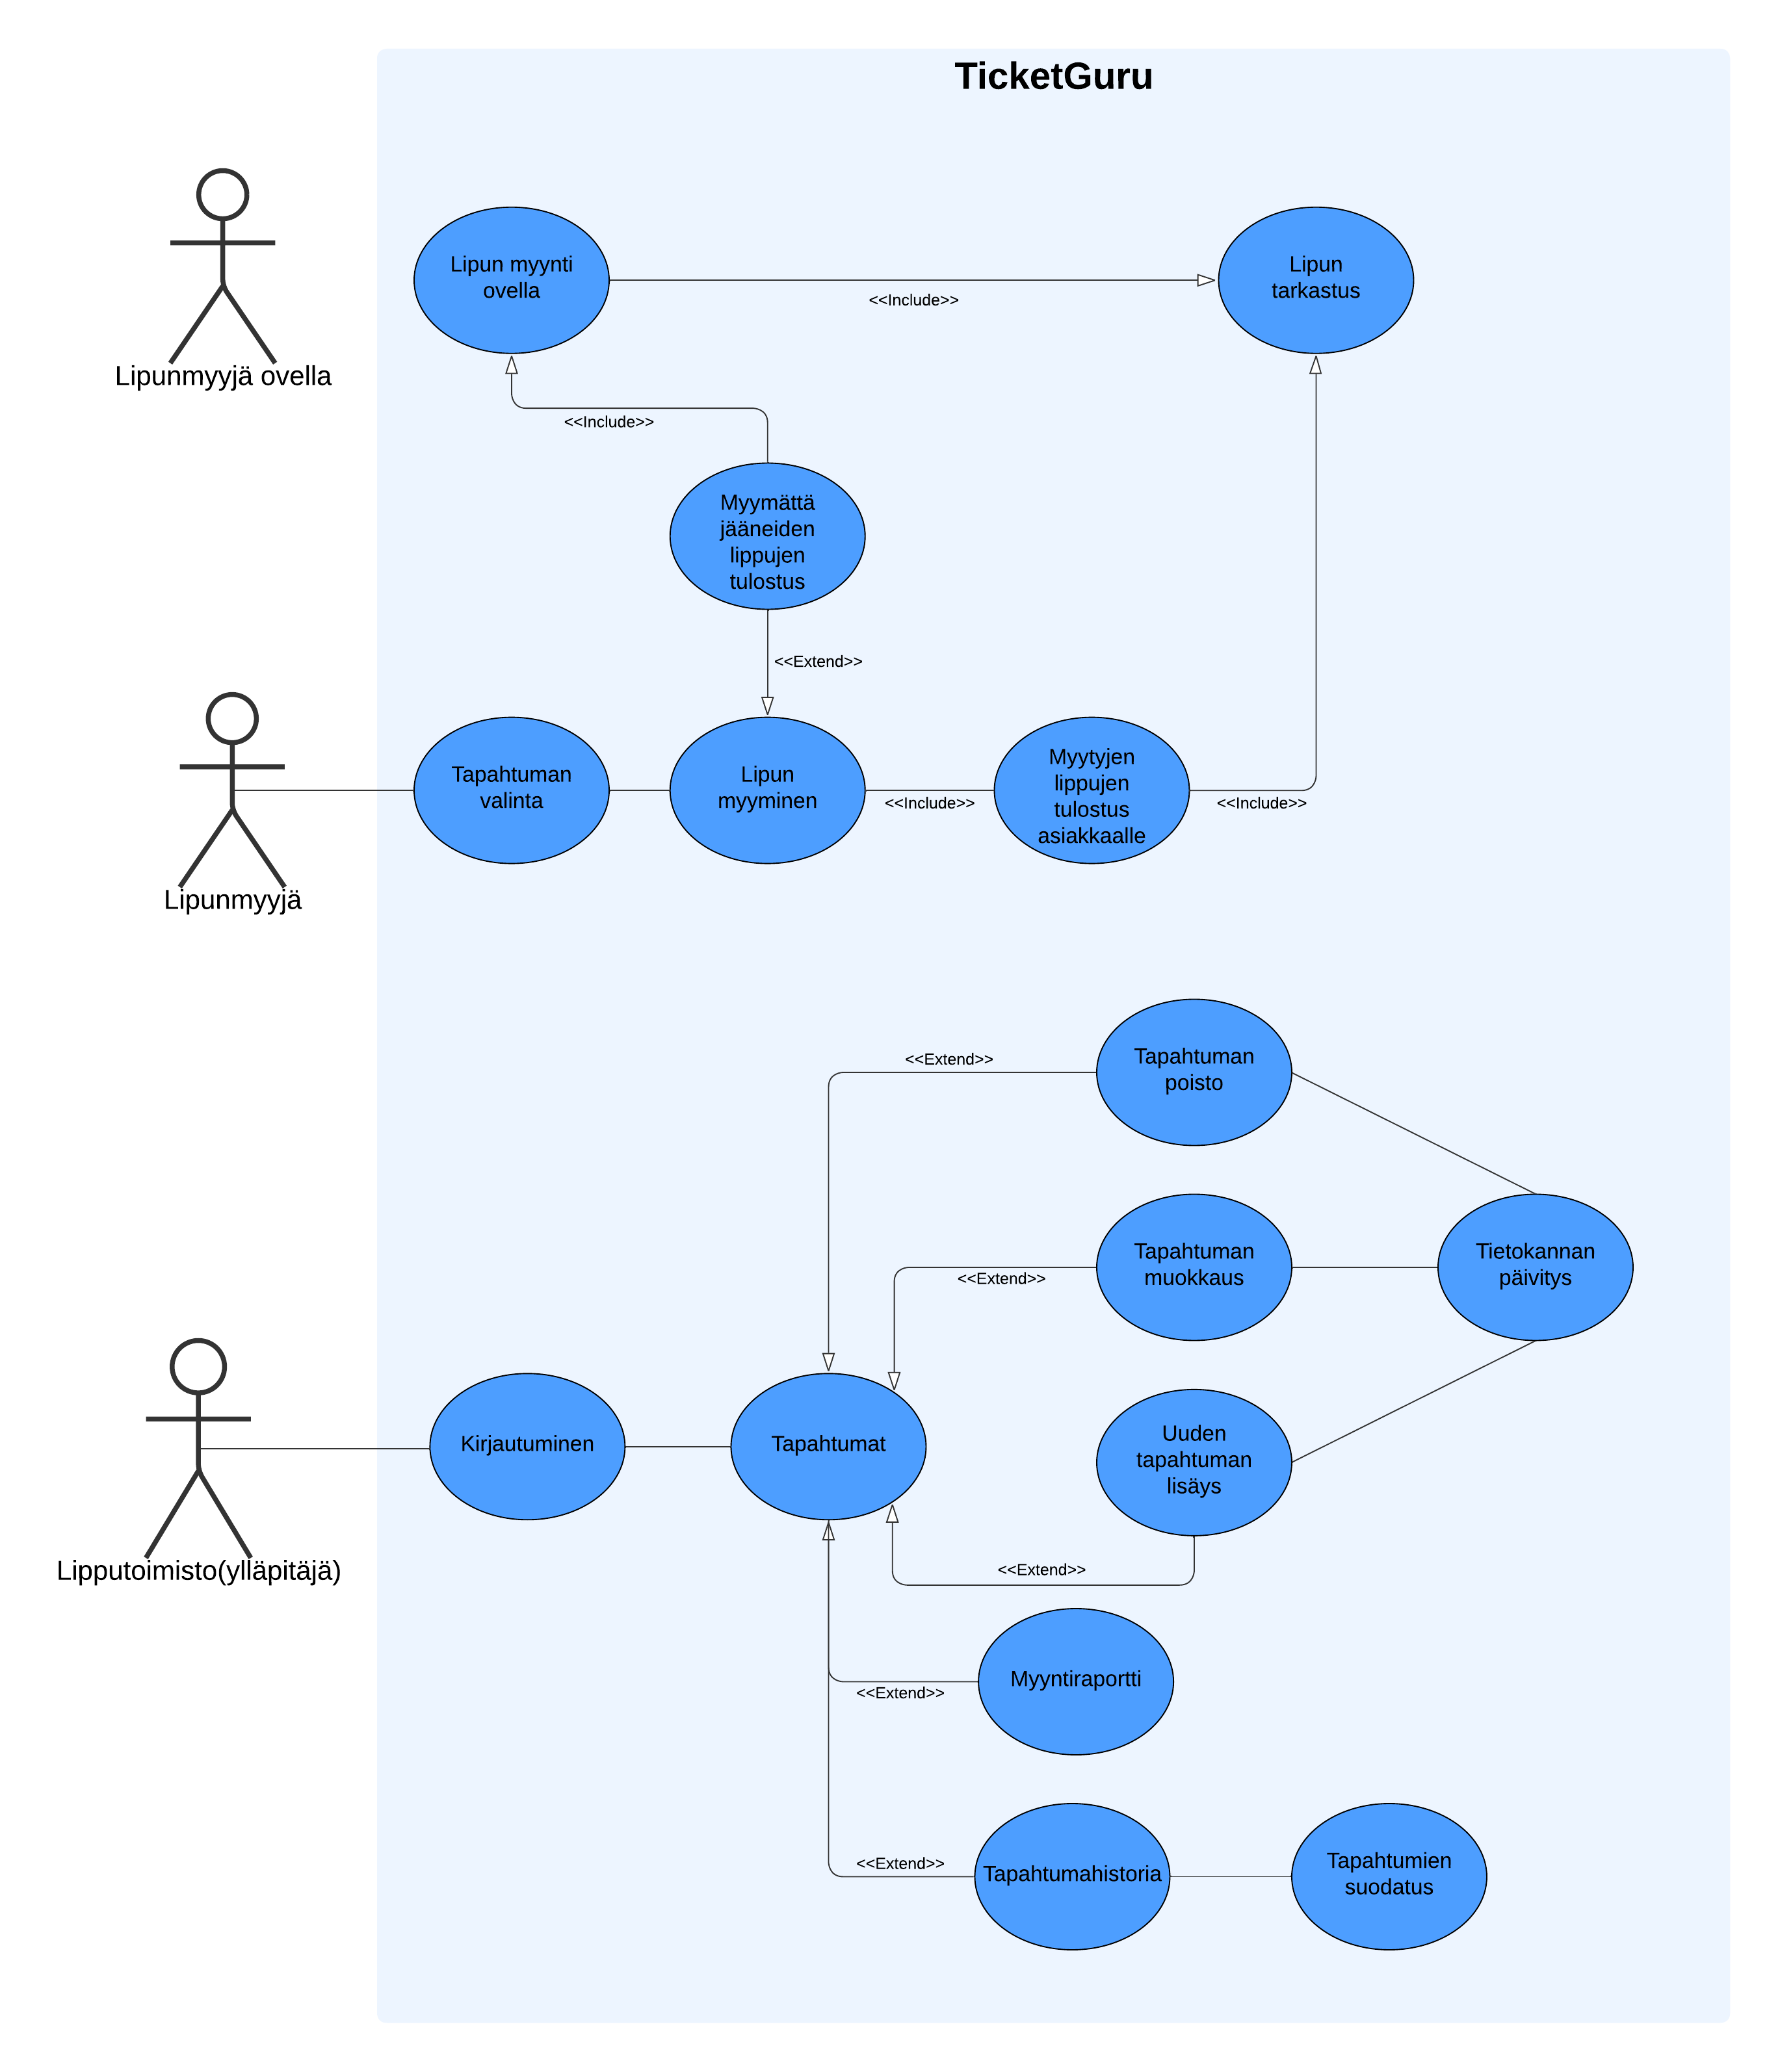 TicketGuru
Lipunmyyjä ovella
Lipun myynti
ovella
<<Include>>
Lipun
tarkastus
<<Include>>
Myymättä
jääneiden
lippujen
tulostus
<<Extend>>
Lipunmyyjä
Tapahtuman
valinta
Lipun
myyminen
<<Include>>
Myytyjen
lippujen
tulostus
asiakkaalle
<<Include>>
<<Extend>>
Tapahtuman
poisto
<<Extend>>
Tapahtuman
muokkaus
Tietokannan
päivitys
Lipputoimisto(ylläpitäjä)
Kirjautuminen
Tapahtumat
Uuden
tapahtuman
lisäys
<<Extend>>
Myyntiraportti
<<Extend>>
<<Extend>>
Tapahtumahistoria
Tapahtumien
suodatus